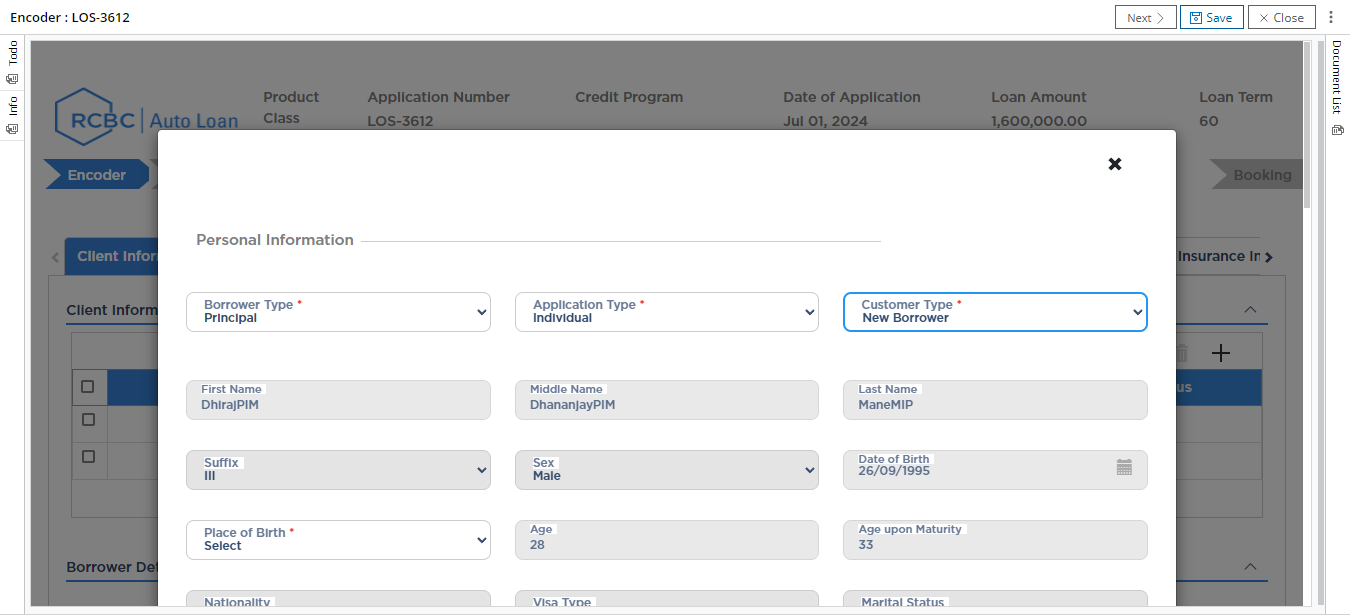 Encoder : LOS-3612
Next
Save
Close
Todo
Info
Document List
RCBC Auto Loan
Product Class
Application Number
LOS-3612
Credit Program
Date of Application
Jul 01, 2024
Loan Amount
1,600,000.00
Loan Term
60
Encoder
Booking
Client Infor
Insurance In
Client Inform
us
Borrower Det
Personal Information
Borrower Type *
Principal
Application Type *
Individual
Customer Type *
New Borrower
First Name
DhirajPIM
Middle Name
DhananjayPIM
Last Name
ManeMIP
Suffix
III
Sex
Male
Date of Birth
26/09/1995
Place of Birth *
Select
Age
28
Age upon Maturity
33
Nationality
Visa Type
Marital Status